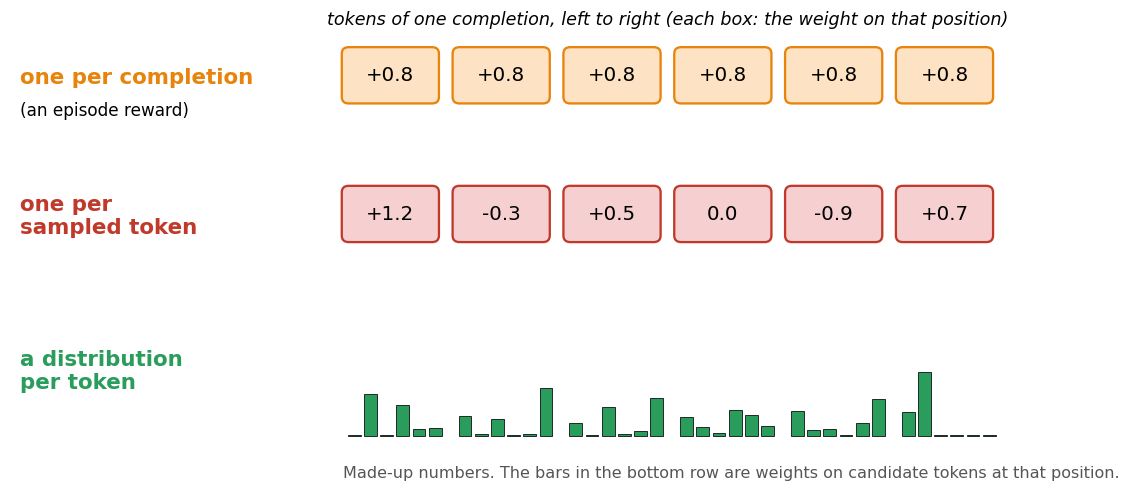 tokens of one completion, left to right (each box: the weight on that position)
one per completion
(an episode reward)
+0.8 +0.8 +0.8 +0.8 +0.8 +0.8
one per
sampled token
+1.2 -0.3 +0.5 0.0 -0.9 +0.7
a distribution
per token
Made-up numbers. The bars in the bottom row are weights on candidate tokens at that position.